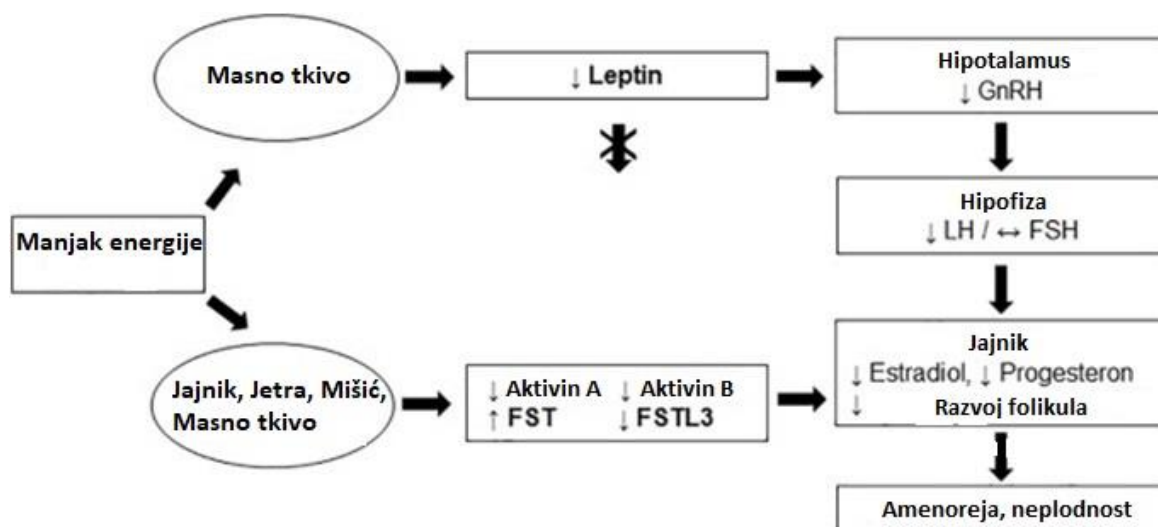 Masno tkivo
↓ Leptin
Hipotalamus
↓ GnRH
Hipofiza
↓ LH / ↔ FSH
Manjak energije
Jajnik, Jetra, Mišić,
Masno tkivo
↓ Aktivin A ↓ Aktivin B
↑ FST ↓ FSTL3
Jajnik
↓ Estradiol, ↓ Progesteron
↓ Razvoj folikula
Amenoreja, neplodnost